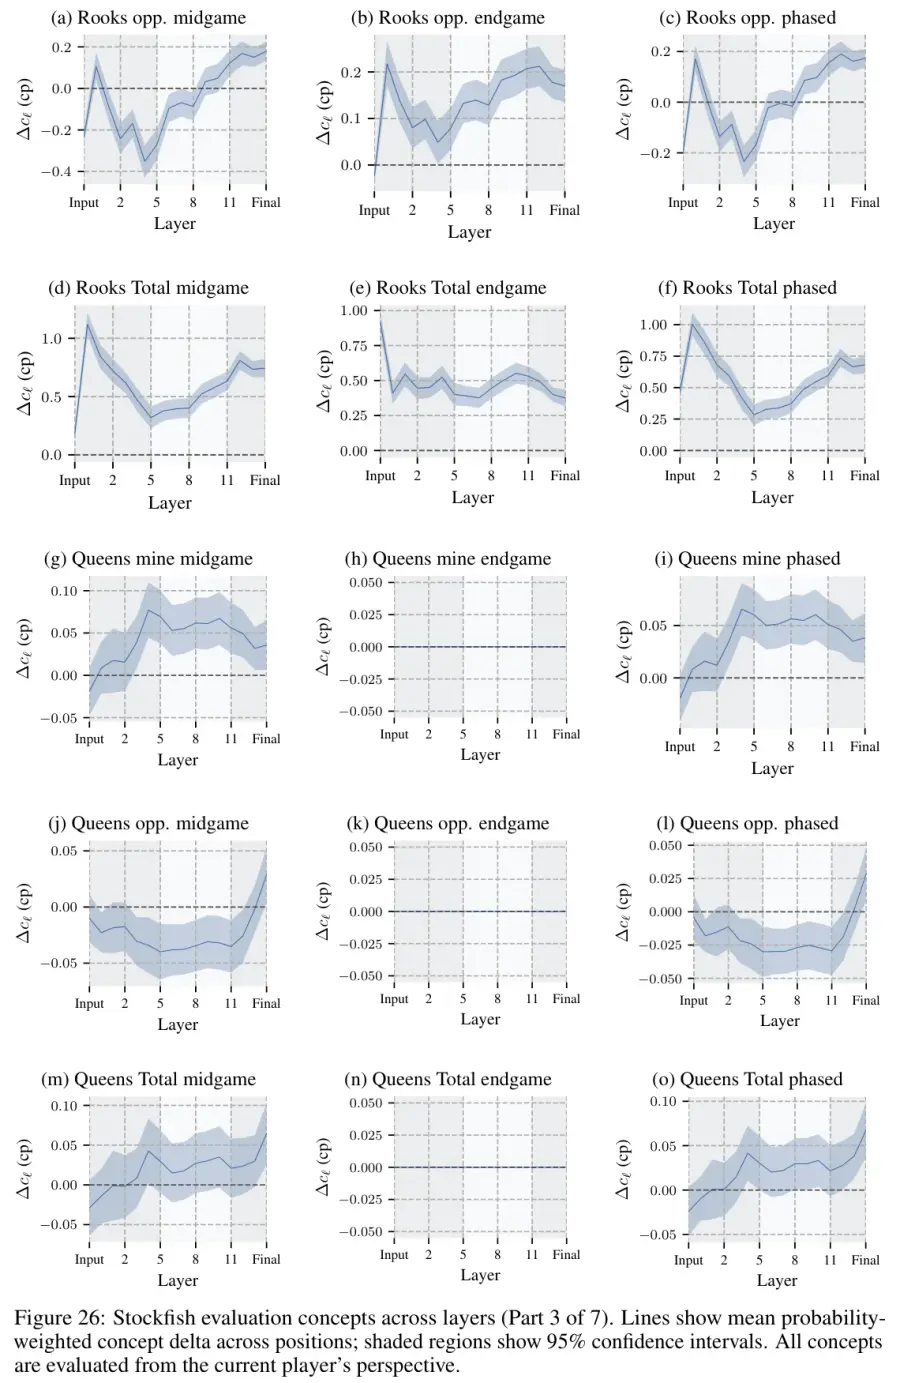 (a) Rooks opp. midgame
0.2
0.0
−0.2
−0.4
Δcℓ (cp)
Input 2 5 8 11 Final
Layer
(b) Rooks opp. endgame
0.2
0.1
0.0
Δcℓ (cp)
Input 2 5 8 11 Final
Layer
(c) Rooks opp. phased
0.2
0.0
−0.2
Δcℓ (cp)
Input 2 5 8 11 Final
Layer
(d) Rooks Total midgame
1.0
0.5
0.0
Δcℓ (cp)
Input 2 5 8 11 Final
Layer
(e) Rooks Total endgame
1.00
0.75
0.50
0.25
0.00
Δcℓ (cp)
Input 2 5 8 11 Final
Layer
(f) Rooks Total phased
1.00
0.75
0.50
0.25
0.00
Δcℓ (cp)
Input 2 5 8 11 Final
Layer
(g) Queens mine midgame
0.10
0.05
0.00
−0.05
Δcℓ (cp)
Input 2 5 8 11 Final
Layer
(h) Queens mine endgame
0.050
0.025
0.000
−0.025
−0.050
Δcℓ (cp)
Input 2 5 8 11 Final
Layer
(i) Queens mine phased
0.05
0.00
Δcℓ (cp)
Input 2 5 8 11 Final
Layer
(j) Queens opp. midgame
0.05
0.00
−0.05
Δcℓ (cp)
Input 2 5 8 11 Final
Layer
(k) Queens opp. endgame
0.050
0.025
0.000
−0.025
−0.050
Δcℓ (cp)
Input 2 5 8 11 Final
Layer
(l) Queens opp. phased
0.050
0.025
0.000
−0.025
−0.050
Δcℓ (cp)
Input 2 5 8 11 Final
Layer
(m) Queens Total midgame
0.10
0.05
0.00
−0.05
Δcℓ (cp)
Input 2 5 8 11 Final
Layer
(n) Queens Total endgame
0.050
0.025
0.000
−0.025
−0.050
Δcℓ (cp)
Input 2 5 8 11 Final
Layer
(o) Queens Total phased
0.10
0.05
0.00
−0.05
Δcℓ (cp)
Input 2 5 8 11 Final
Layer
Figure 26: Stockfish evaluation concepts across layers (Part 3 of 7). Lines show mean probability-
weighted concept delta across positions; shaded regions show 95% confidence intervals. All concepts
are evaluated from the current player's perspective.